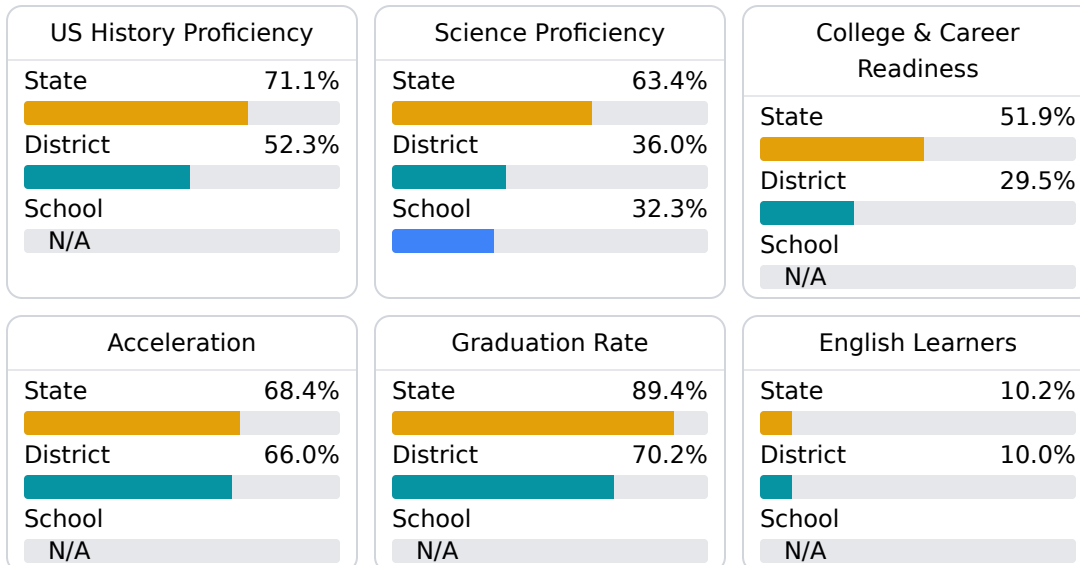 US History Proficiency
State 71.1%
District 52.3%
School
N/A
Science Proficiency
State 63.4%
District 36.0%
School 32.3%
College & Career
Readiness
State 51.9%
District 29.5%
School
N/A
Acceleration
State 68.4%
District 66.0%
School
N/A
Graduation Rate
State 89.4%
District 70.2%
School
N/A
English Learners
State 10.2%
District 10.0%
School
N/A